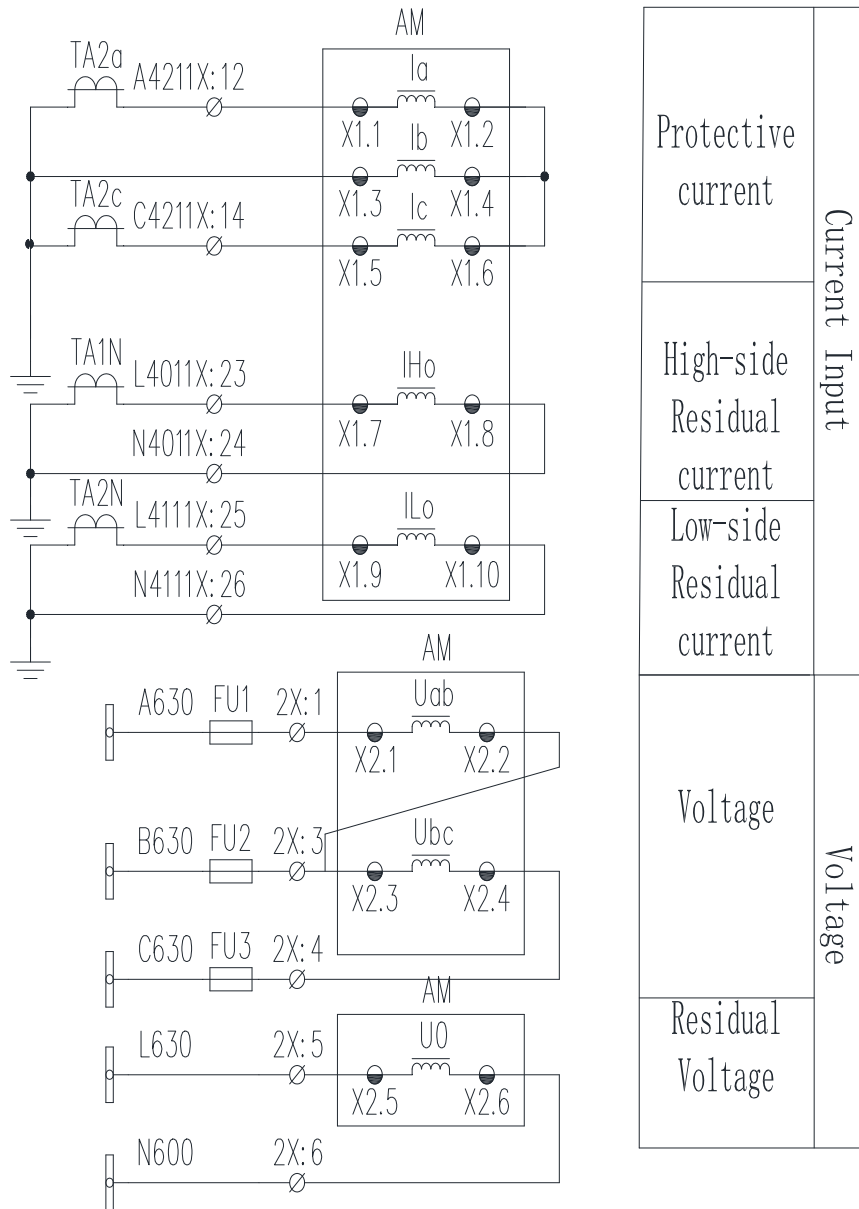 AM
TA2a A4211X:12 Ia
X1.1 X1.2
Ib
TA2c C4211X:14 X1.3 X1.4
Ic
X1.5 X1.6
TA1N L4011X:23 IHo
X1.7 X1.8
N4011X:24
TA2N L4111X:25 ILo
X1.9 X1.10
N4111X:26
AM
A630 FU1 2X:1 Uab
X2.1 X2.2
B630 FU2 2X:3 Ubc
X2.3 X2.4
C630 FU3 2X:4
AM
L630 2X:5 U0
X2.5 X2.6
N600 2X:6
Protective
current
High-side
Residual
current
Low-side
Residual
current
Current Input
Voltage
Residual
Voltage
Voltage